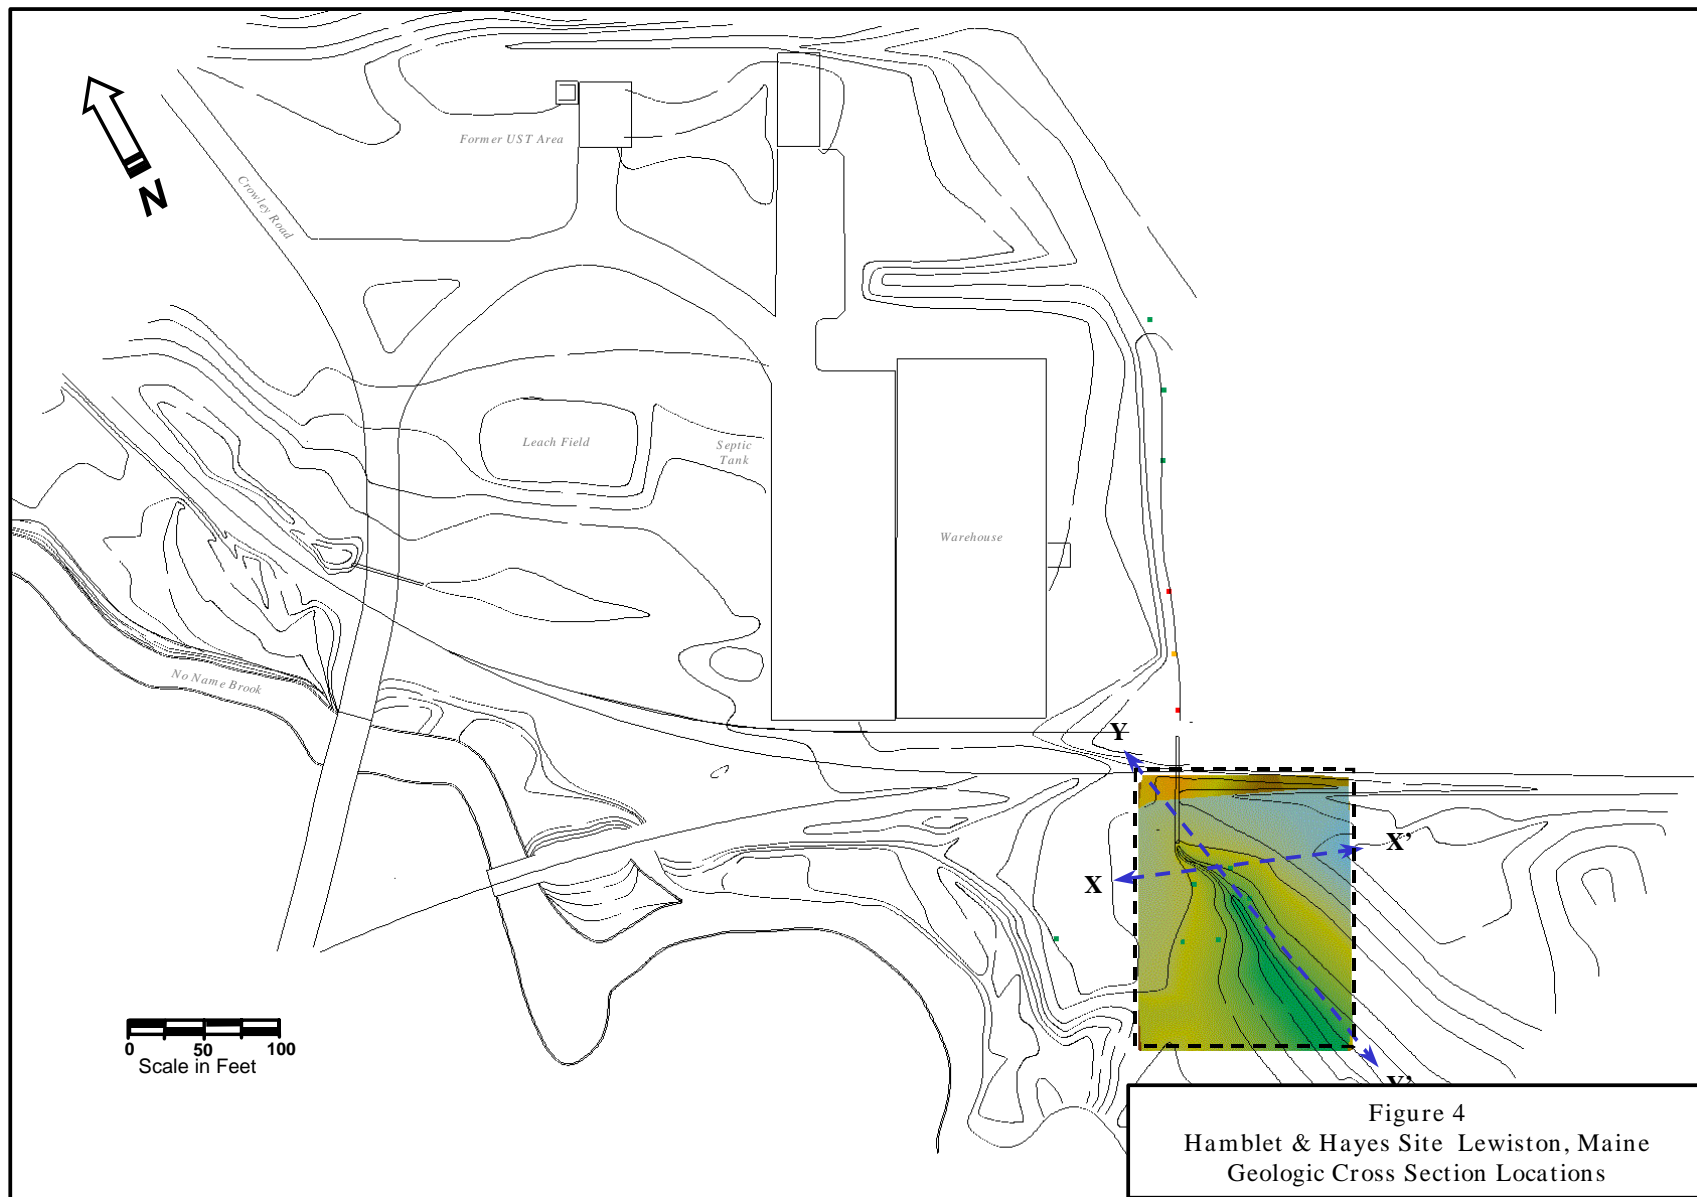 Former UST Area
N
Crowley Road
Leach Field
Septic
Tank
Warehouse
No Name Brook
Y
X'
X
0 50 100
Scale in Feet
Y'
Figure 4
Hamblet & Hayes Site Lewiston, Maine
Geologic Cross Section Locations